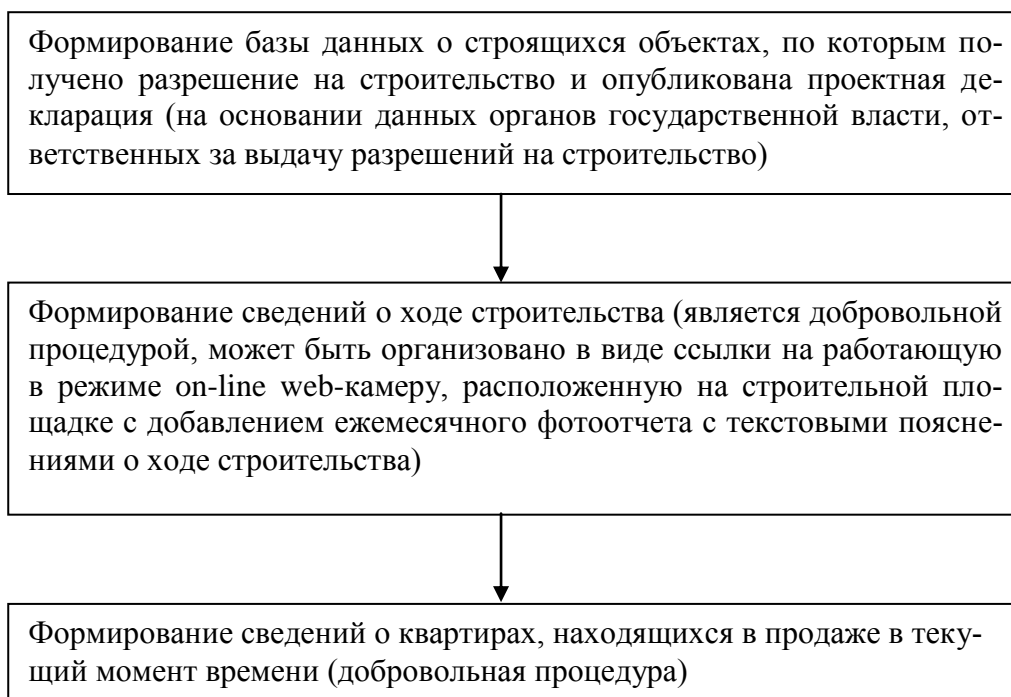 Формирование базы данных о строящихся объектах, по которым по-
лучено разрешение на строительство и опубликована проектная де-
кларация (на основании данных органов государственной власти, от-
ветственных за выдачу разрешений на строительство)
Формирование сведений о ходе строительства (является добровольной
процедурой, может быть организовано в виде ссылки на работающую
в режиме on-line web-камеру, расположенную на строительной пло-
щадке с добавлением ежемесячного фотоотчета с текстовыми поясне-
ниями о ходе строительства)
Формирование сведений о квартирах, находящихся в продаже в теку-
щий момент времени (добровольная процедура)